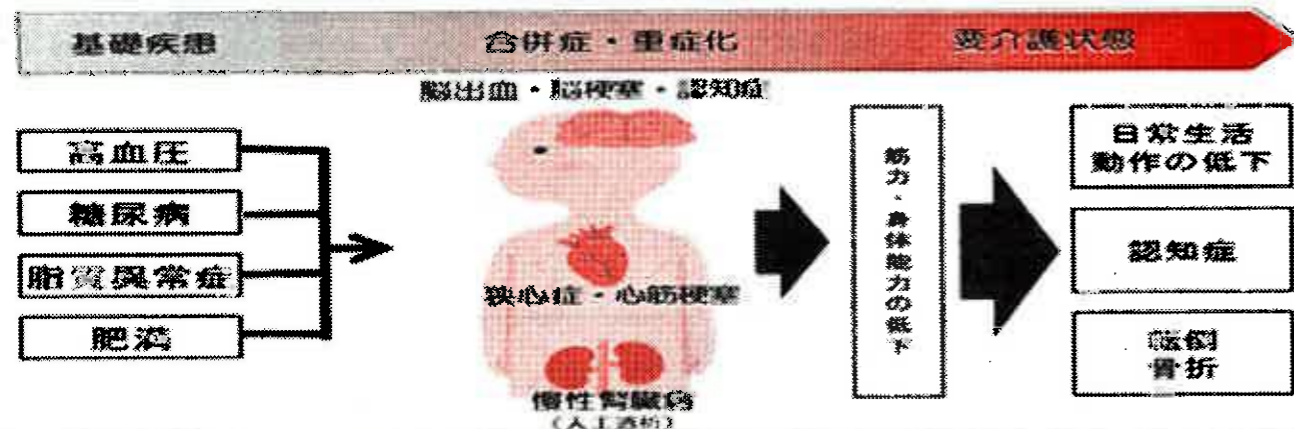 基礎疾患
合併症・重症化
要介護状態
脳出血・脳梗塞・認知症
高血圧
糖尿病
脂質異常症
肥満
狭心症・心筋梗塞
慢性腎臓病
（人工透析）
筋力・身体能力の低下
日常生活
動作の低下
認知症
転倒
骨折